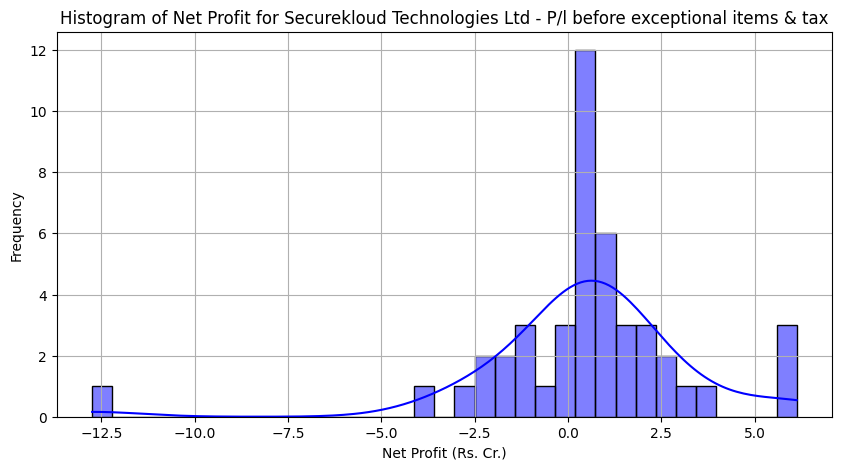 Histogram of Net Profit for Securekloud Technologies Ltd - P/l before exceptional items & tax
12
10
8
6
4
2
0
Frequency
−12.5 −10.0 −7.5 −5.0 −2.5 0.0 2.5 5.0
Net Profit (Rs. Cr.)